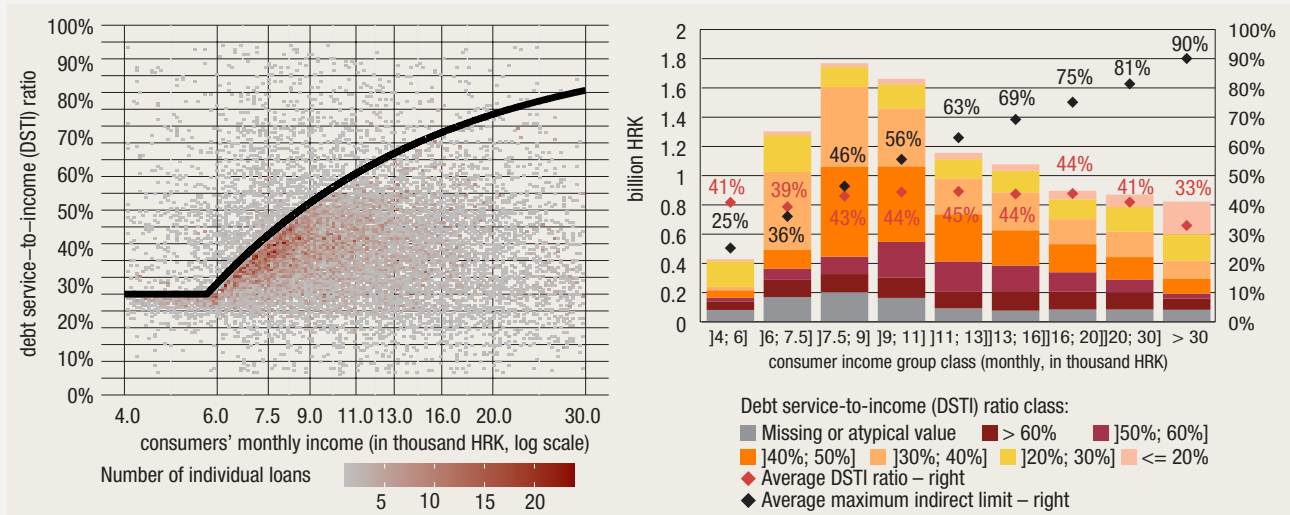 100%
90%
80%
70%
60%
50%
40%
30%
20%
10%
0%
debt service–to–income (DSTI) ratio
4.0 6.0 7.5 9.0 11.0 13.0 16.0 20.0 30.0
consumers’ monthly income (in thousand HRK, log scale)
Number of individual loans
5 10 15 20
2
1.8
1.6
1.4
1.2
1
0.8
0.6
0.4
0.2
0
billion HRK
100%
90%
80%
70%
60%
50%
40%
30%
20%
10%
0%
41% 39% 43% 44% 45% 44% 44% 41% 33%
25% 36% 46% 56% 63% 69% 75% 81% 90%
]4; 6] ]6; 7.5] ]7.5; 9] ]9; 11] ]11; 13] ]13; 16] ]16; 20] ]20; 30] > 30
consumer income group class (monthly, in thousand HRK)
Debt service-to-income (DSTI) ratio class:
Missing or atypical value > 60% ]50%; 60%]
]40%; 50%] ]30%; 40%] ]20%; 30%] <= 20%
Average DSTI ratio – right
Average maximum indirect limit – right